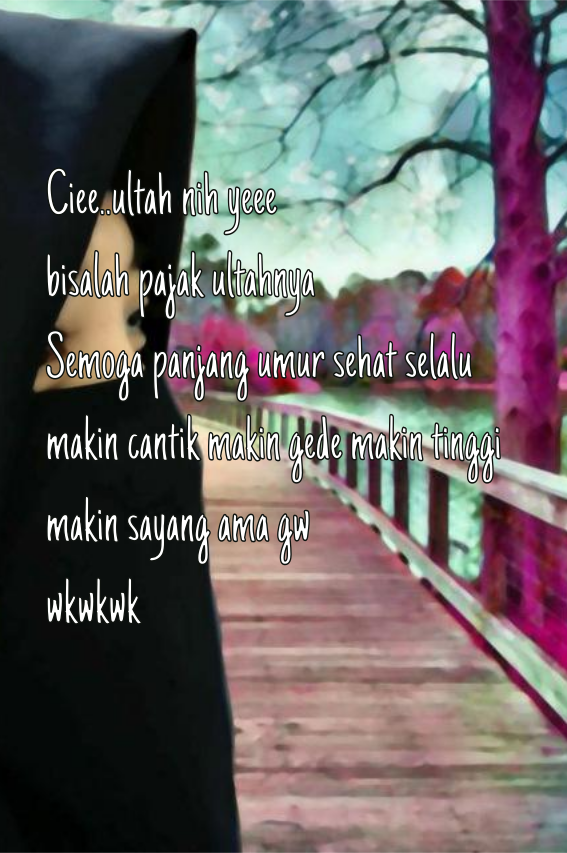 Ciee..ultah nih yeee
bisalah pajak ultahnya
Semoga panjang umur sehat selalu
makin cantik makin gede makin tinggi
makin sayang ama gw
wkwkwk